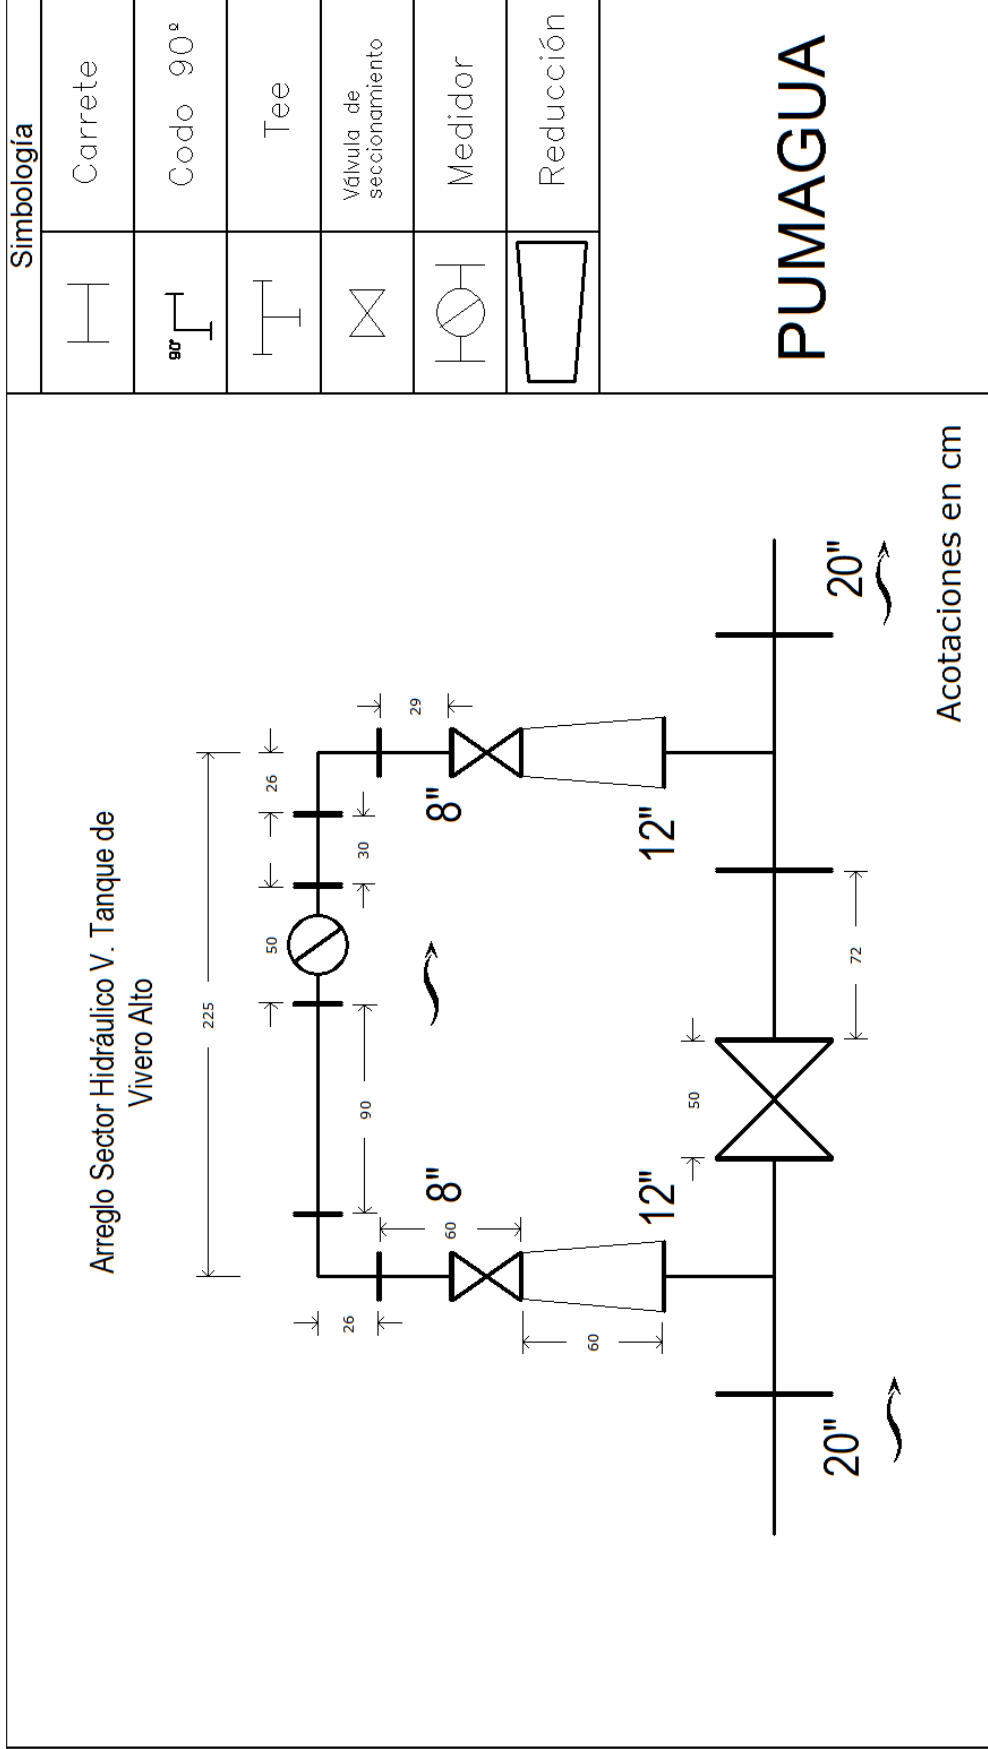 Arreglo Sector Hidráulico V. Tanque de
Vivero Alto
225
26
50
26
90
30
29
60
60
50
72
8"
8"
12"
12"
20"
20"
Acotaciones en cm
Simbología
Carrete
90°
Codo 90º
Tee
Válvula de
seccionamiento
Medidor
Reducción
PUMAGUA